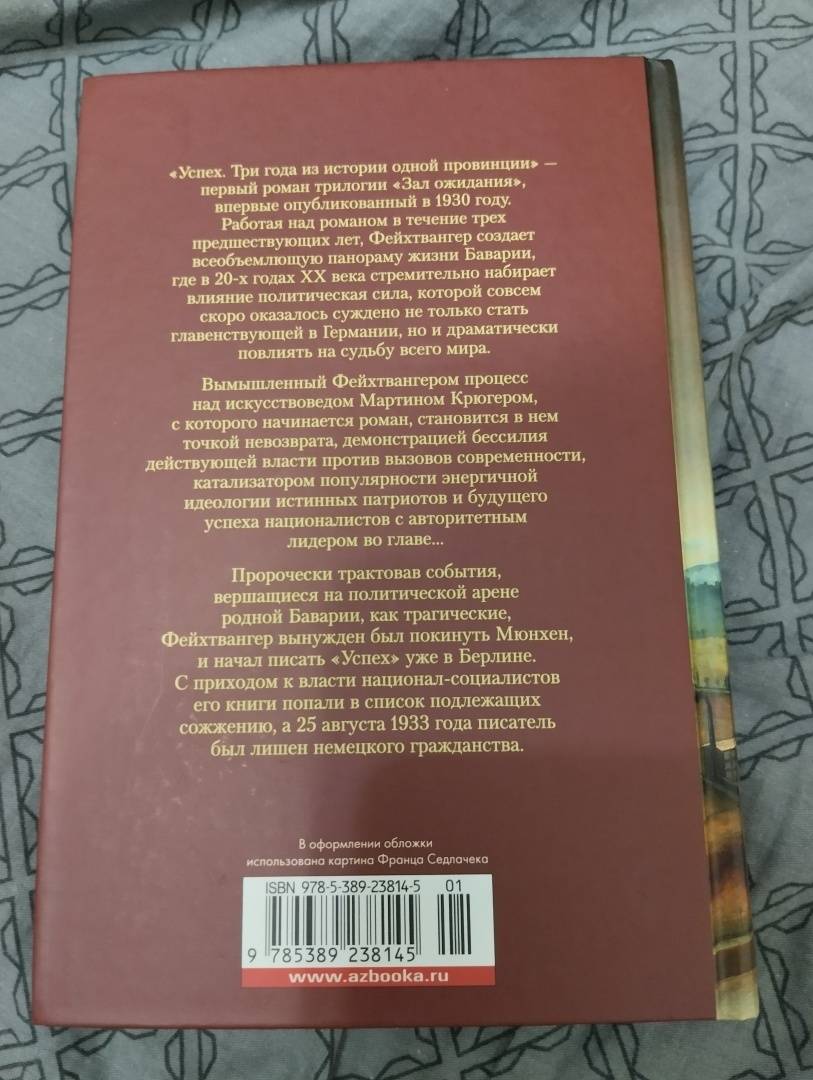 «Успех. Три года из истории одной провинции» —
первый роман трилогии «Зал ожидания»,
впервые опубликованный в 1930 году.
Работая над романом в течение трех
предшествующих лет, Фейхтвангер создает
всеобъемлющую панораму жизни Баварии,
где в 20-х годах XX века стремительно набирает
влияние политическая сила, которой совсем
скоро оказалось суждено не только стать
главенствующей в Германии, но и драматически
повлиять на судьбу всего мира.
Вымышленный Фейхтвангером процесс
над искусствоведом Мартином Крюгером,
с которого начинается роман, становится в нем
точкой невозврата, демонстрацией бессилия
действующей власти против вызовов современности,
катализатором популярности энергичной
идеологии истинных патриотов и будущего
успеха националистов с авторитетным
лидером во главе...
Пророчески трактовав события,
вершащиеся на политической арене
родной Баварии, как трагические,
Фейхтвангер вынужден был покинуть Мюнхен,
и начал писать «Успех» уже в Берлине.
С приходом к власти национал-социалистов
его книги попали в список подлежащих
сожжению, а 25 августа 1933 года писатель
был лишен немецкого гражданства.
В оформлении обложки
использована картина Франца Седлачека
ISBN 978-5-389-23814-5 01
9 785389 238145
www.azbooka.ru